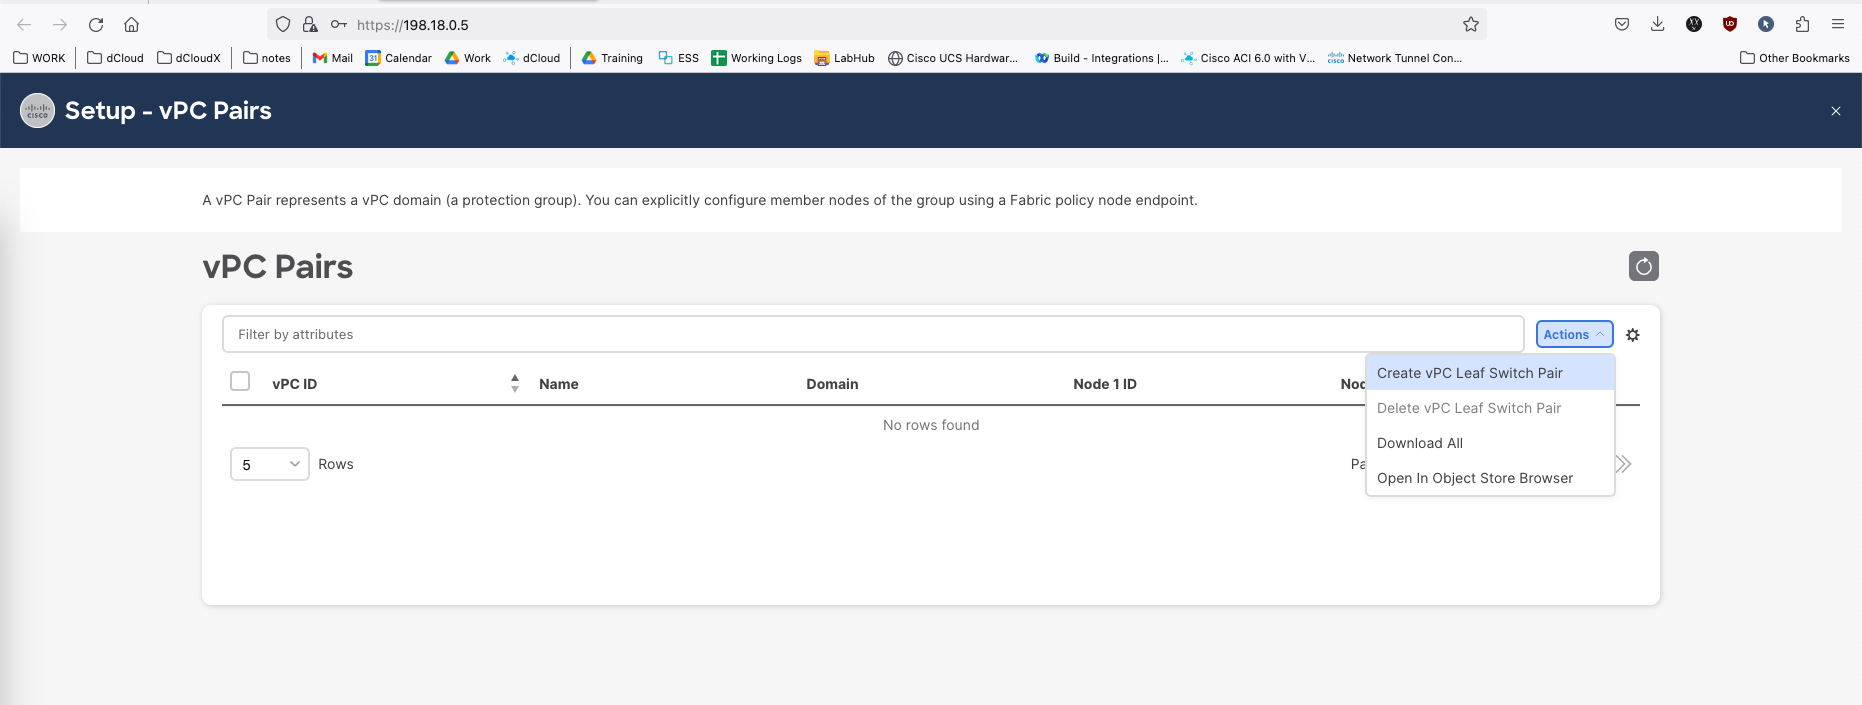 https://198.18.0.5
WORK dCloud dCloudX notes Mail Calendar Work dCloud Training ESS Working Logs LabHub Cisco UCS Hardwar... Build - Integrations |... Cisco ACI 6.0 with V... Network Tunnel Con... Other Bookmarks
CISCO Setup - vPC Pairs
A vPC Pair represents a vPC domain (a protection group). You can explicitly configure member nodes of the group using a Fabric policy node endpoint.
vPC Pairs
Filter by attributes Actions
vPC ID Name Domain Node 1 ID
Create vPC Leaf Switch Pair
Delete vPC Leaf Switch Pair
No rows found
Download All
5 Rows
Open In Object Store Browser